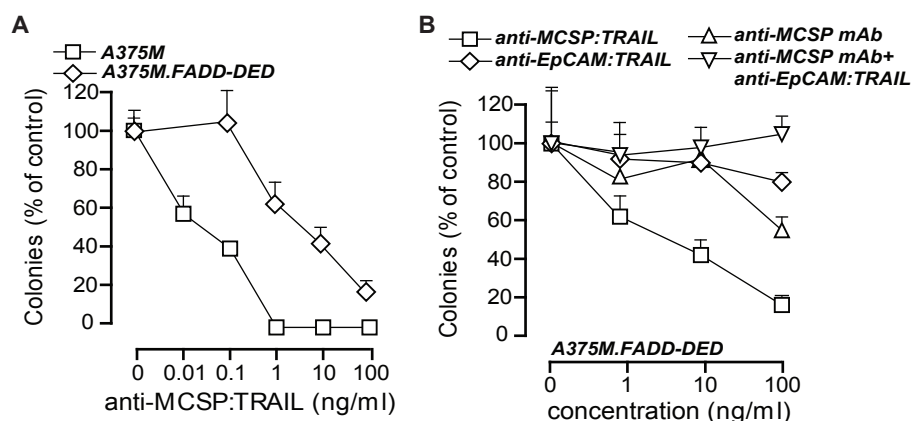 A
A375M
A375M.FADD-DED
120
100
80
60
40
20
0
Colonies (% of control)
0 0.01 0.1 1 10 100
anti-MCSP:TRAIL (ng/ml)
B
anti-MCSP:TRAIL
anti-EpCAM:TRAIL
anti-MCSP mAb
anti-MCSP mAb+
anti-EpCAM:TRAIL
120
100
80
60
40
20
0
Colonies (% of control)
A375M.FADD-DED
0 1 10 100
concentration (ng/ml)